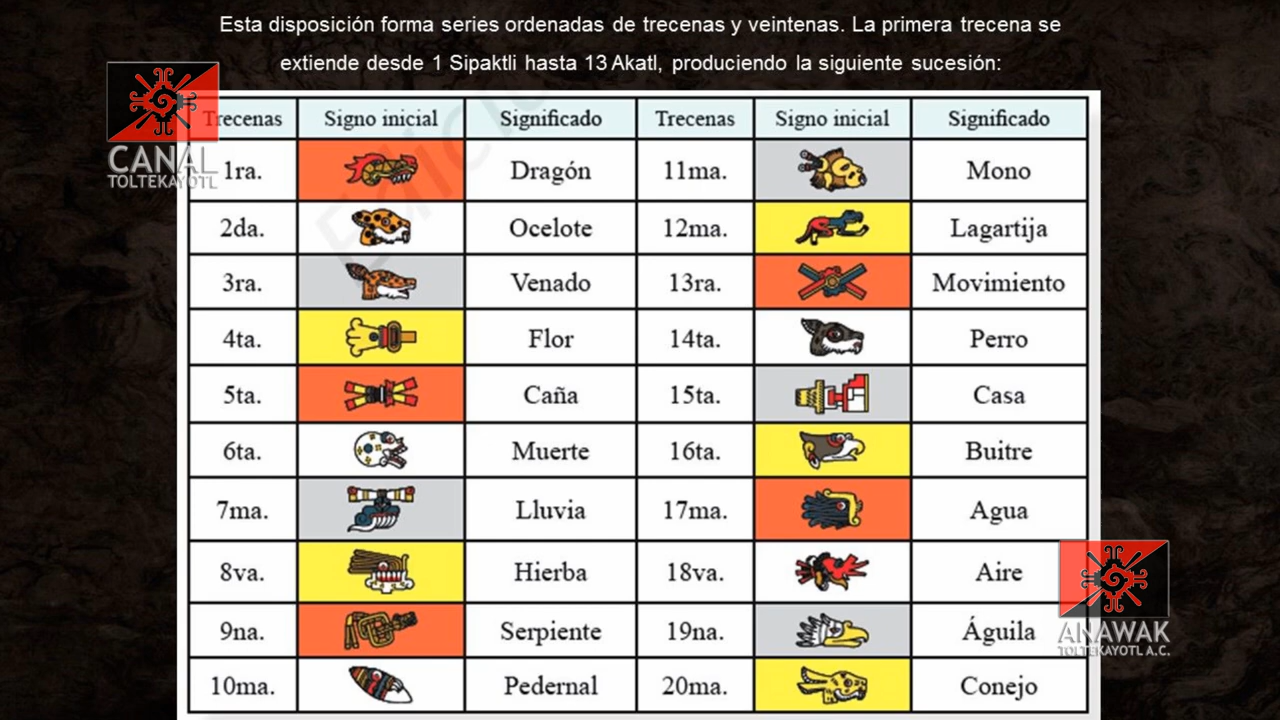 Esta disposición forma series ordenadas de trecenas y veintenas. La primera trecena se
extiende desde 1 Sipaktli hasta 13 Akatl, produciendo la siguiente sucesión:
Trecenas Signo inicial Significado Trecenas Signo inicial Significado
CANAL
TOLTEKAYOTL
1ra. Dragón 11ma. Mono
2da. Ocelote 12ma. Lagartija
3ra. Venado 13ra. Movimiento
4ta. Flor 14ta. Perro
5ta. Caña 15ta. Casa
6ta. Muerte 16ta. Buitre
7ma. Lluvia 17ma. Agua
8va. Hierba 18va. Aire
9na. Serpiente 19na. Águila
ANAWAK
TOLTEKAYOTL A.C.
10ma. Pedernal 20ma. Conejo